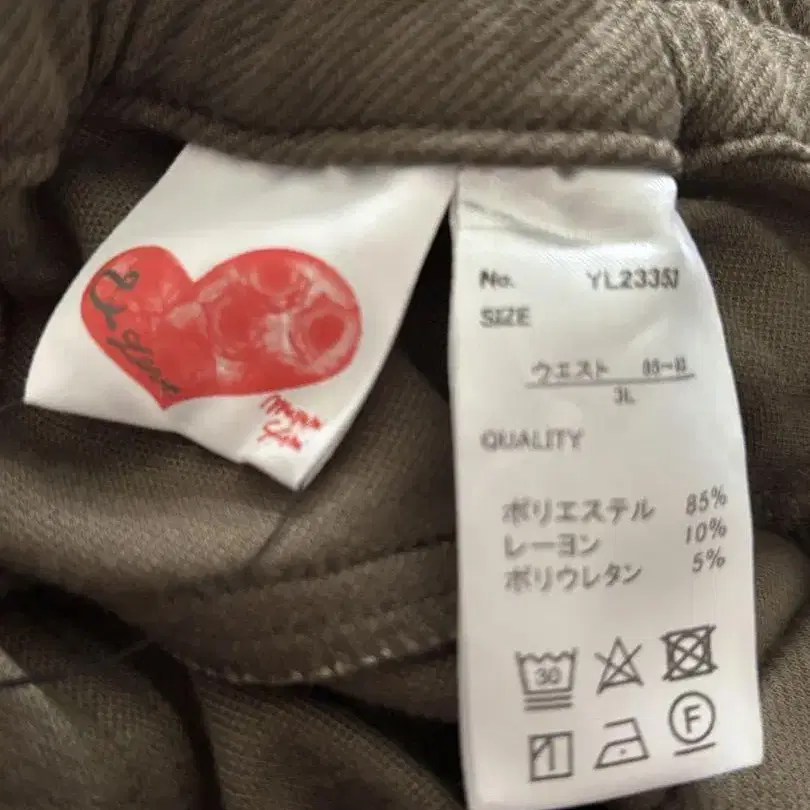 No. YL23357
SIZE
ウエスト
3L
QUALITY
ポリエステル 85%
レーヨン 10%
ポリウレタン 5%
30
F